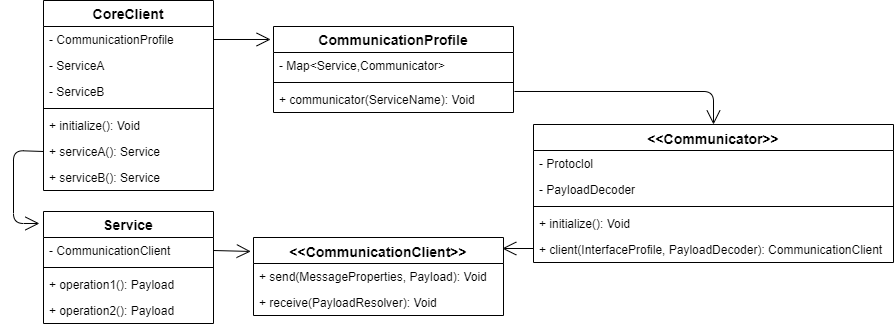 CoreClient
- CommunicationProfile
- ServiceA
- ServiceB
+ initialize(): Void
+ serviceA(): Service
+ serviceB(): Service
CommunicationProfile
- Map<Service,Communicator>
+ communicator(ServiceName): Void
<<Communicator>>
- Protoclol
- PayloadDecoder
+ initialize(): Void
+ client(InterfaceProfile, PayloadDecoder): CommunicationClient
Service
- CommunicationClient
+ operation1(): Payload
+ operation2(): Payload
<<CommunicationClient>>
+ send(MessageProperties, Payload): Void
+ receive(PayloadResolver): Void